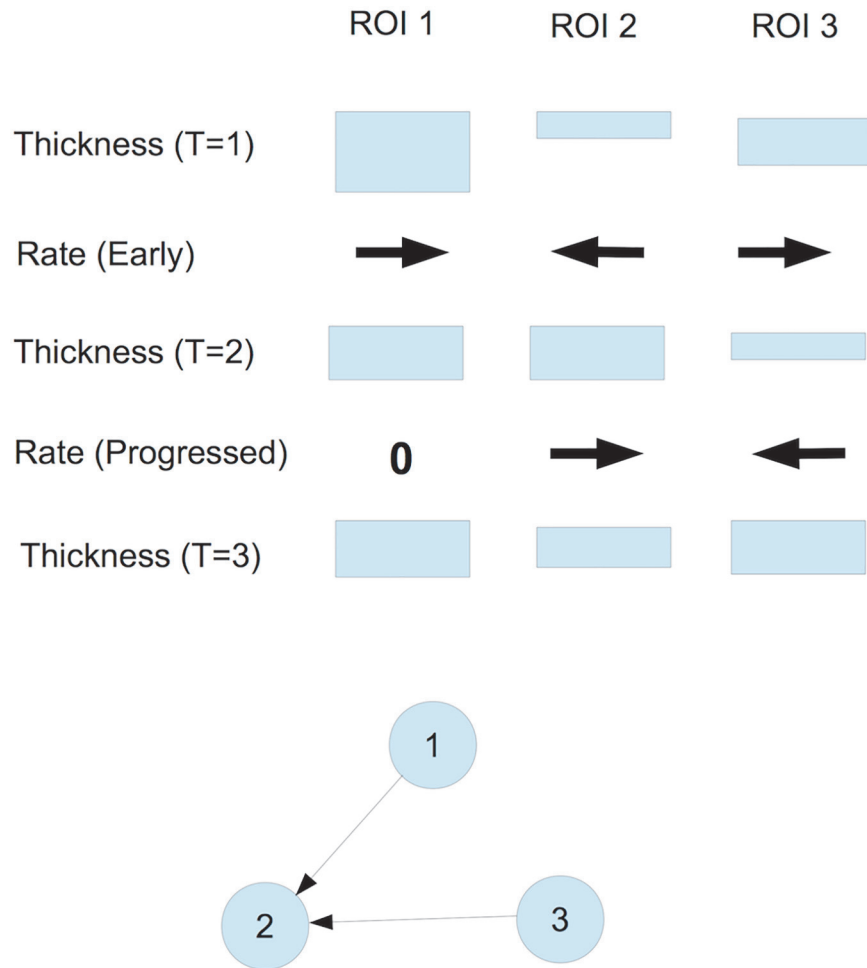 ROI 1 ROI 2 ROI 3
Thickness (T=1)
Rate (Early)
Thickness (T=2)
Rate (Progressed) 0
Thickness (T=3)
1
2 3